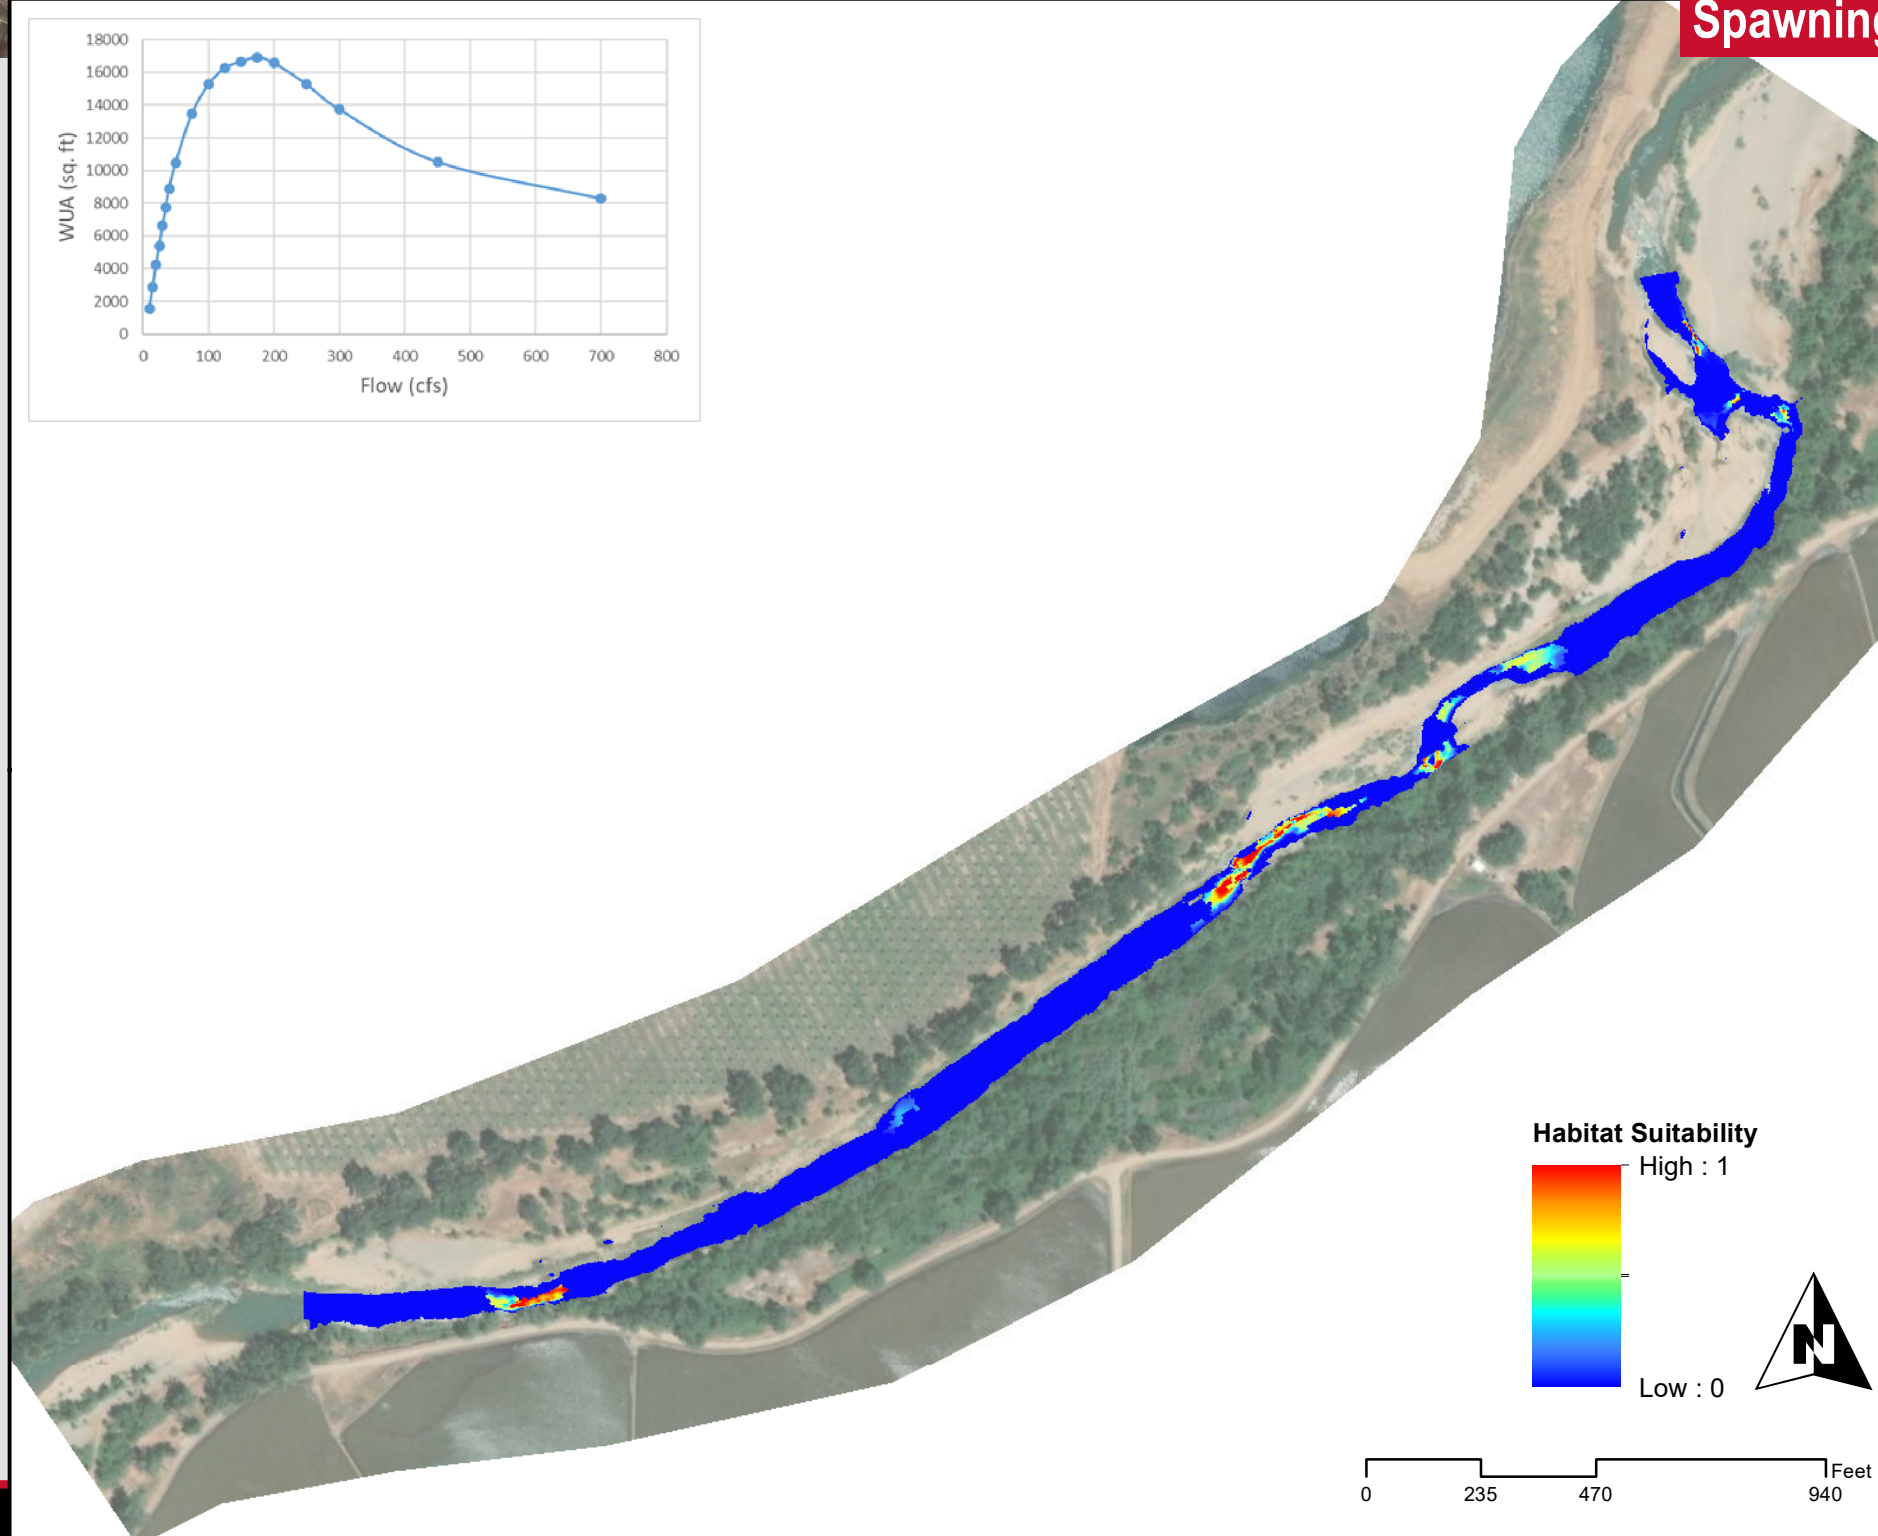 Spawning
18000
16000
14000
12000
10000
8000
6000
4000
2000
0
WUA (sq. ft)
0 100 200 300 400 500 600 700 800
Flow (cfs)
Habitat Suitability
High : 1
Low : 0
N
Feet
0 235 470 940